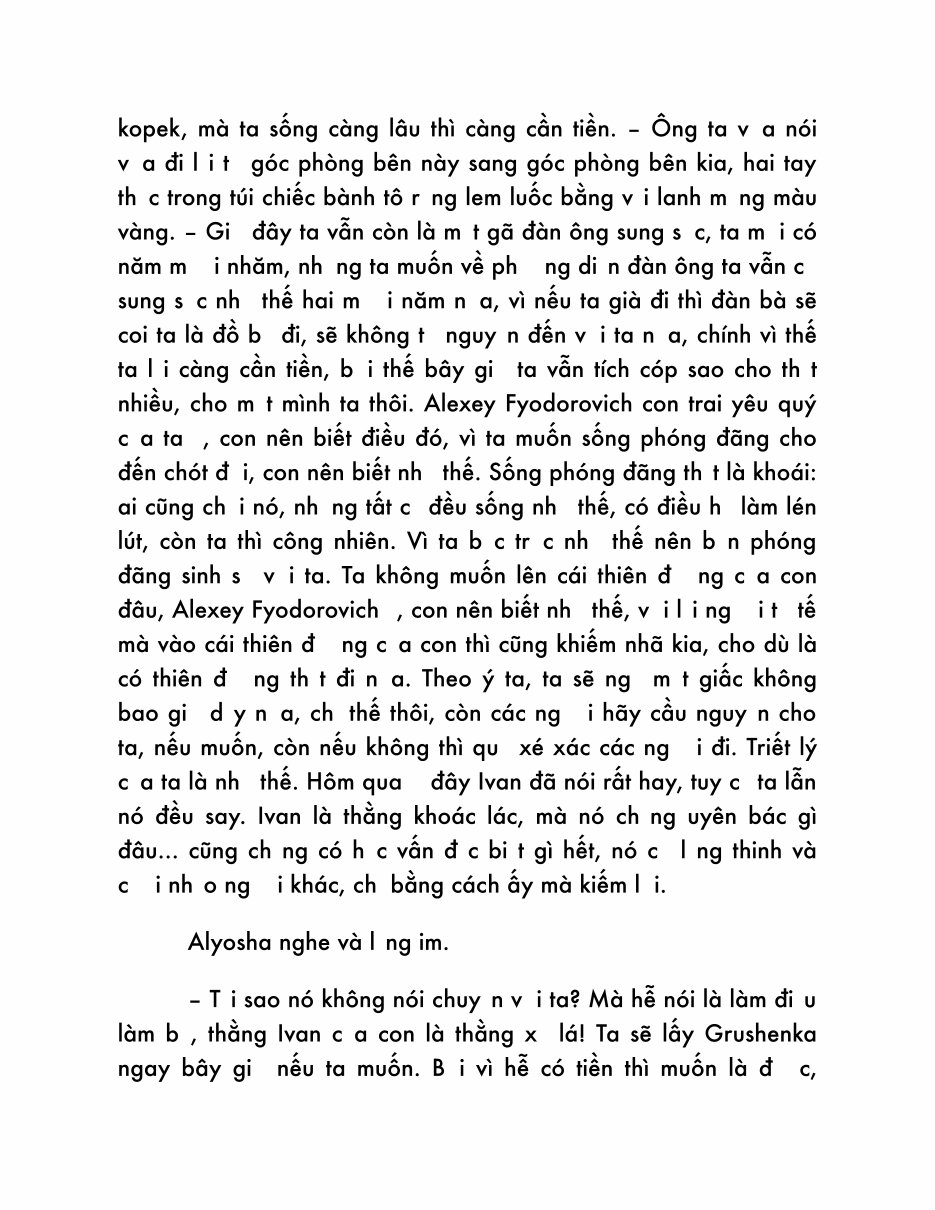 kopek, mà ta sống càng lâu thì càng cần tiền. – Ông ta v a nói
v a đi l i t góc phòng bên này sang góc phòng bên kia, hai tay
th c trong túi chiếc bành tô r ng lem luốc bằng v i lanh m ng màu
vàng. – Gi đây ta vẫn còn là m t gã đàn ông sung s c, ta m i có
năm m i nhăm, nh ng ta muốn về ph ng di n đàn ông ta vẫn c
sung s c nh thế hai m i năm n a, vì nếu ta già đi thì đàn bà sẽ
coi ta là đồ b đi, sẽ không t nguy n đến v i ta n a, chính vì thế
ta l i càng cần tiền, b i thế bây gi ta vẫn tích cóp sao cho th t
nhiều, cho m t mình ta thôi. Alexey Fyodorovich con trai yêu quý
c a ta , con nên biết điều đó, vì ta muốn sống phóng đãng cho
đến chót đ i, con nên biết nh thế. Sống phóng đãng th t là khoái:
ai cũng ch i nó, nh ng tất c đều sống nh thế, có điều h làm lén
lút, còn ta thì công nhiên. Vì ta b c tr c nh thế nên b n phóng
đãng sinh s v i ta. Ta không muốn lên cái thiên đ ng c a con
đâu, Alexey Fyodorovich , con nên biết nh thế, v i l i ng i t tế
mà vào cái thiên đ ng c a con thì cũng khiếm nhã kia, cho dù là
có thiên đ ng th t đi n a. Theo ý ta, ta sẽ ng m t giấc không
bao gi d y n a, ch thế thôi, còn các ng i hãy cầu nguy n cho
ta, nếu muốn, còn nếu không thì qu xé xác các ng i đi. Triết lý
c a ta là nh thế. Hôm qua đây Ivan đã nói rất hay, tuy c ta lẫn
nó đều say. Ivan là thằng khoác lác, mà nó ch ng uyên bác gì
đâu... cũng ch ng có h c vấn đ c bi t gì hết, nó c l ng thinh và
c i nh o ng i khác, ch bằng cách ấy mà kiếm l i.
Alyosha nghe và l ng im.
– T i sao nó không nói chuy n v i ta? Mà hễ nói là làm đi u
làm b , thằng Ivan c a con là thằng x lá! Ta sẽ lấy Grushenka
ngay bây gi nếu ta muốn. B i vì hễ có tiền thì muốn là đ c,